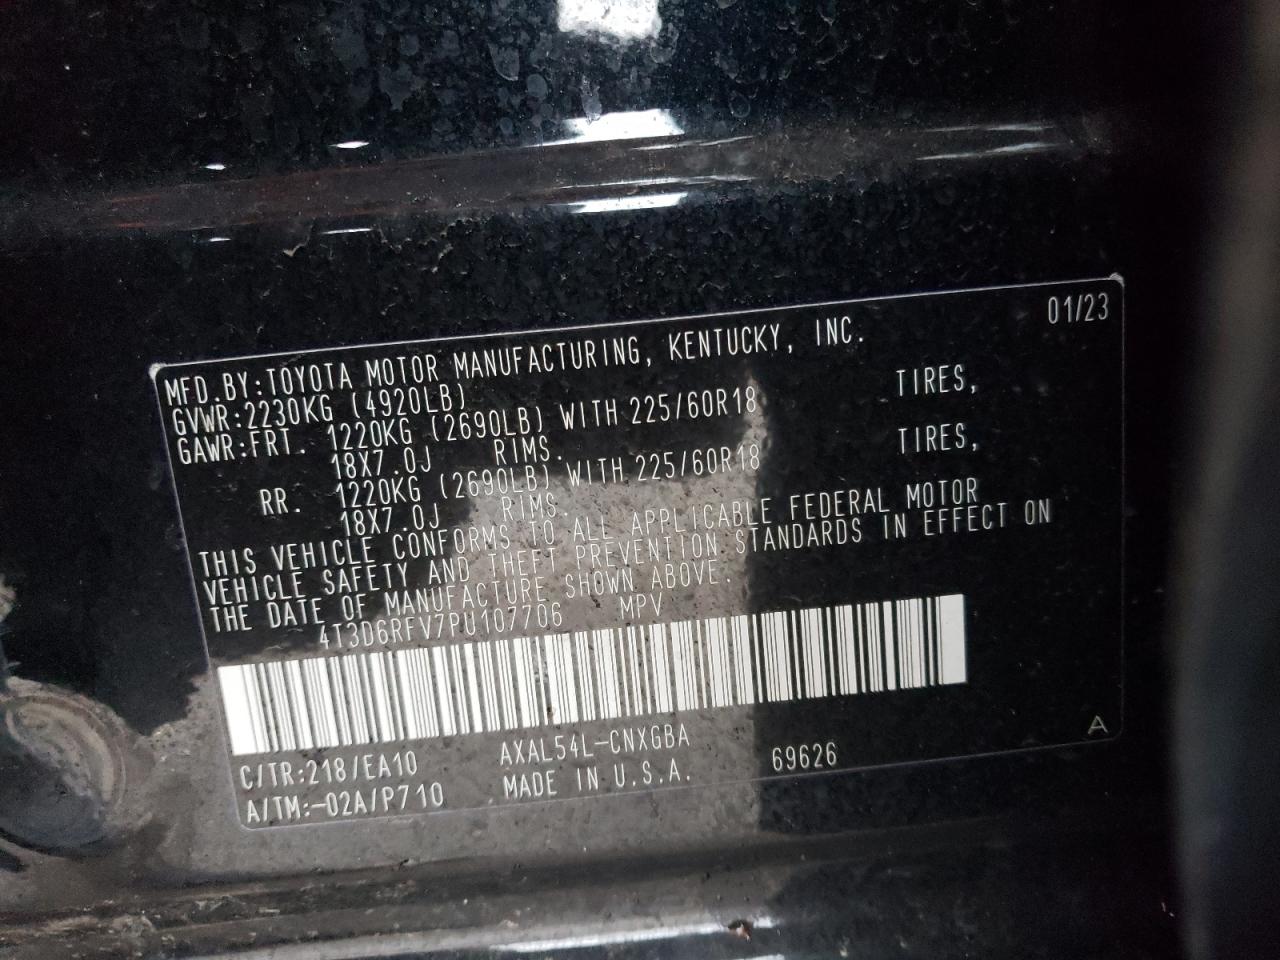 01/23
MFD.BY:TOYOTA MOTOR MANUFACTURING, KENTUCKY, INC.
GVWR:2230KG (4920LB)
GAWR:FRT. 1220KG (2690LB) WITH 225/60R18 TIRES,
18X7.0J RIMS.
RR. 1220KG (2690LB) WITH 225/60R18 TIRES,
18X7.0J RIMS.
THIS VEHICLE CONFORMS TO ALL APPLICABLE FEDERAL MOTOR
VEHICLE SAFETY AND THEFT PREVENTION STANDARDS IN EFFECT ON
THE DATE OF MANUFACTURE SHOWN ABOVE.
4T3D6RFV7PU107706 MPV
C/TR:218/EA10 AXAL54L-CNXGBA
A/TM:-02A/P710 MADE IN U.S.A. 69626
A